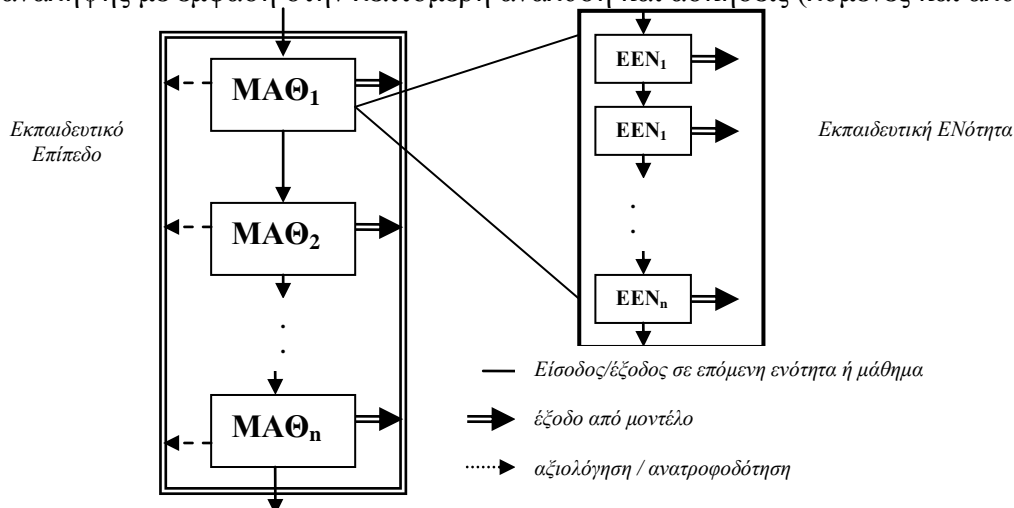 ΜΑΘ₁
ΕΕΝ₁
ΕΕΝ₁
Εκπαιδευτικό
Επίπεδο
Εκπαιδευτική ΕΝότητα
ΜΑΘ₂
.
.
.
.
ΕΕΝₙ
Είσοδος/έξοδος σε επόμενη ενότητα ή μάθημα
έξοδο από μοντέλο
ΜΑΘₙ
αξιολόγηση / ανατροφοδότηση